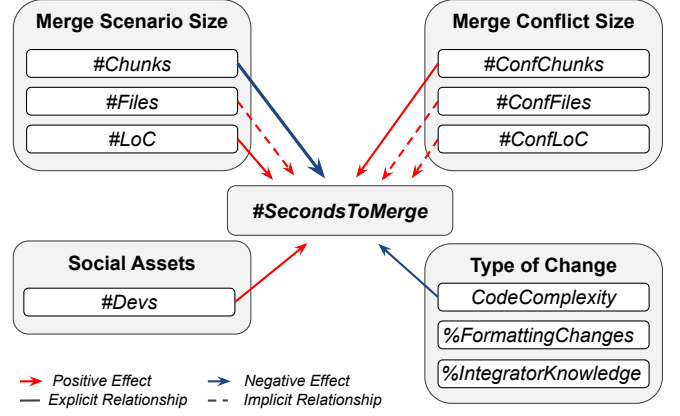 Merge Scenario Size
#Chunks
#Files
#LoC
Merge Conflict Size
#ConfChunks
#ConfFiles
#ConfLoC
#SecondsToMerge
Social Assets
#Devs
Type of Change
CodeComplexity
%FormattingChanges
%IntegratorKnowledge
Positive Effect
Negative Effect
Explicit Relationship
Implicit Relationship